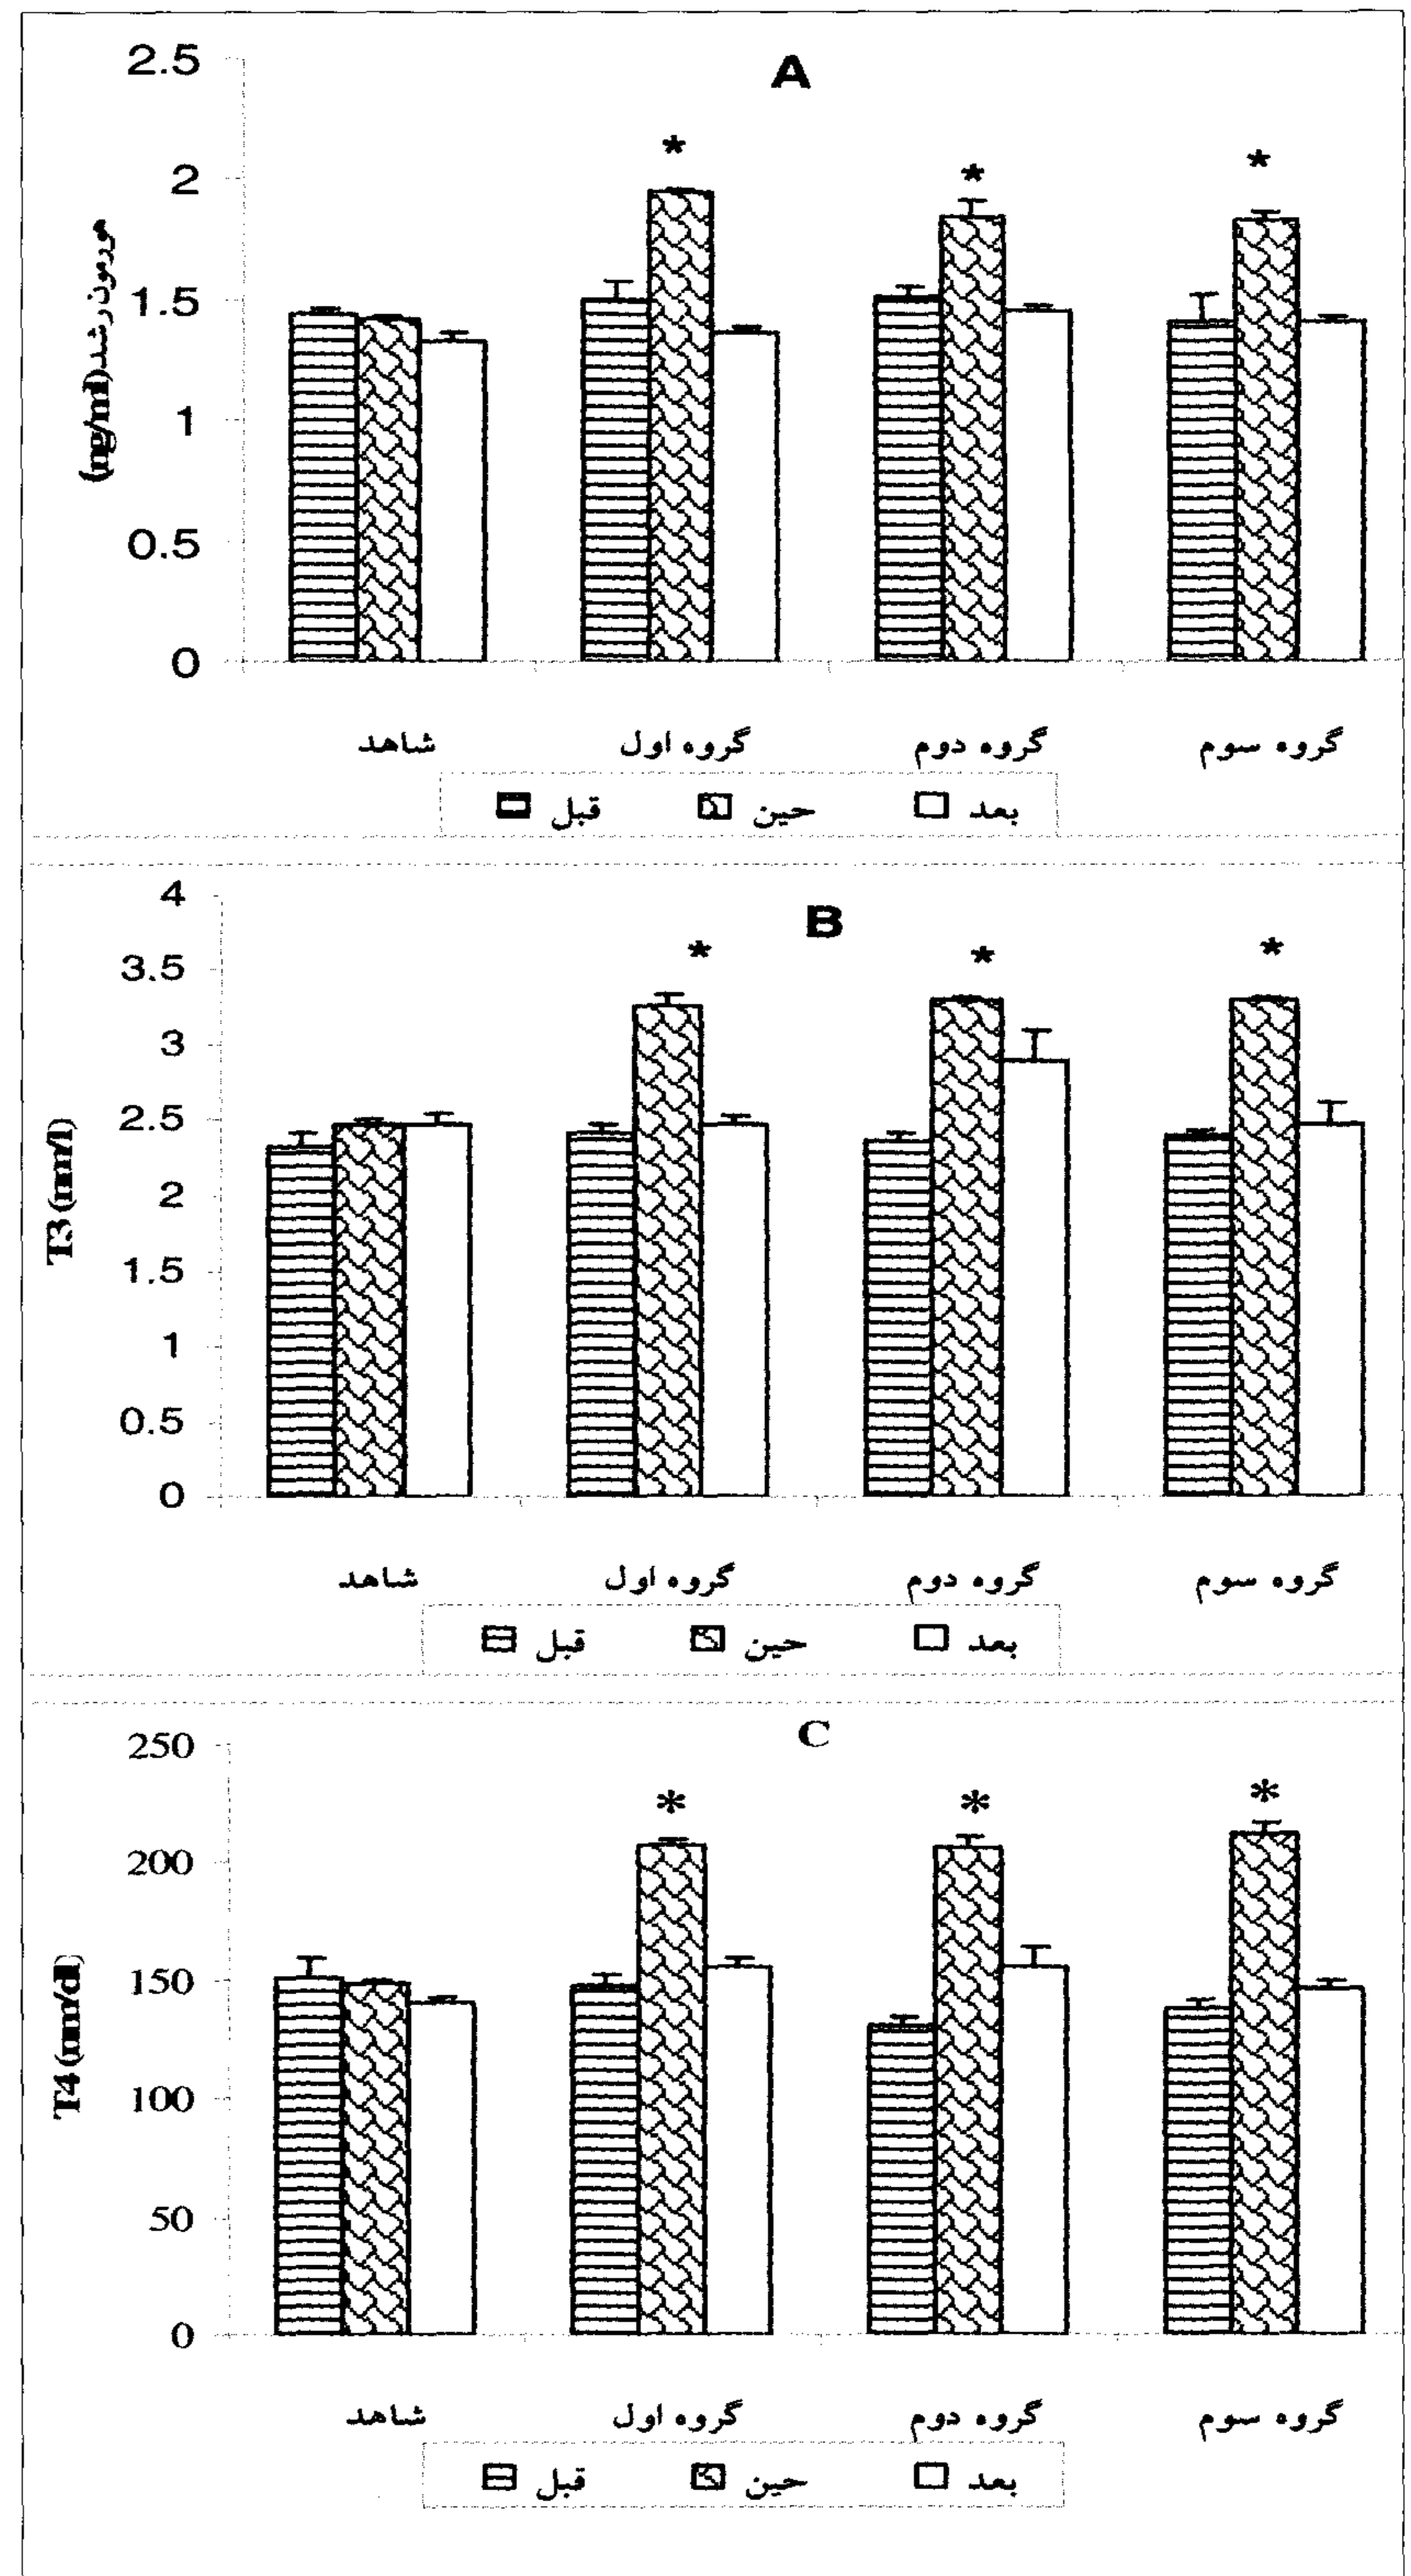 A
2.5
2
1.5
1
0.5
0
هورمون رشد (ng/ml)
شاهد گروه اول گروه دوم گروه سوم
قبل حین بعد
B
4
3.5
3
2.5
2
1.5
1
0.5
0
T3 (nm/l)
شاهد گروه اول گروه دوم گروه سوم
قبل حین بعد
C
250
200
150
100
50
0
T4 (nm/dl)
شاهد گروه اول گروه دوم گروه سوم
قبل حین بعد